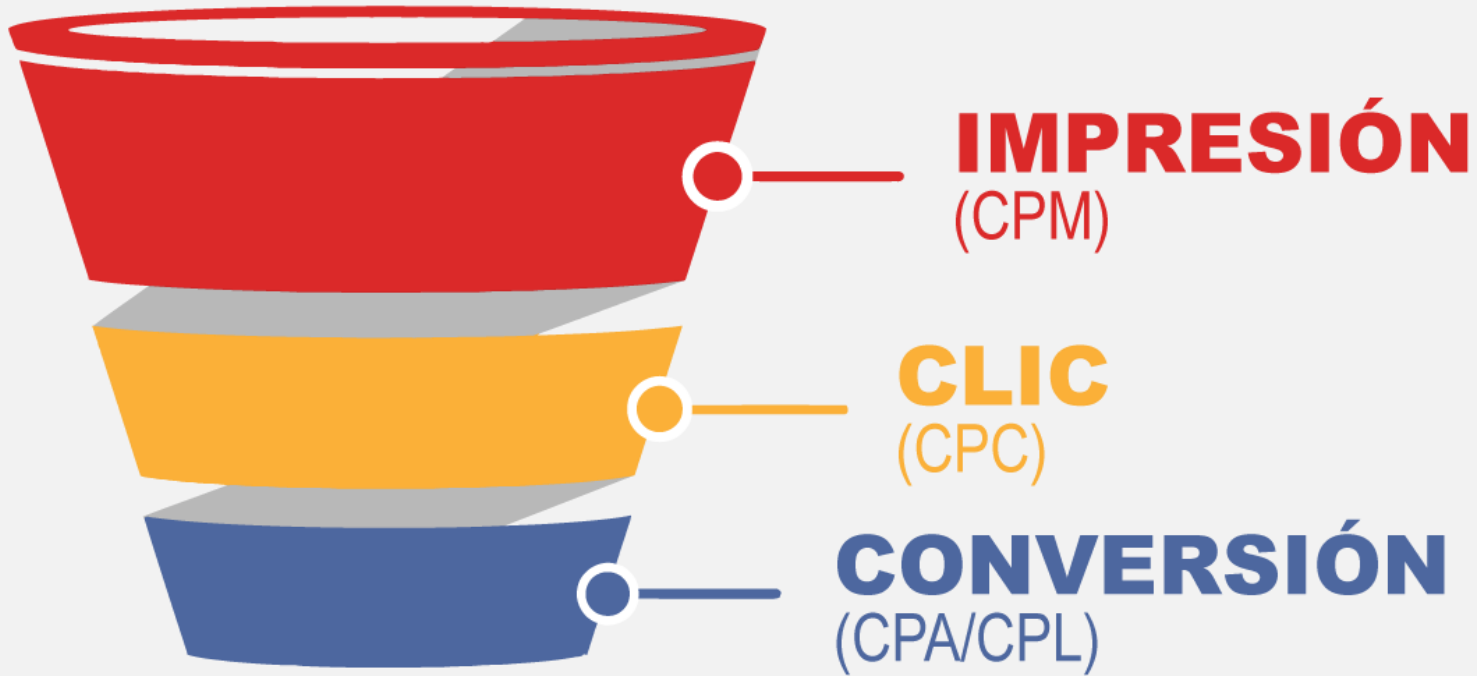 IMPRESIÓN
(CPM)
CLIC
(CPC)
CONVERSIÓN
(CPA/CPL)